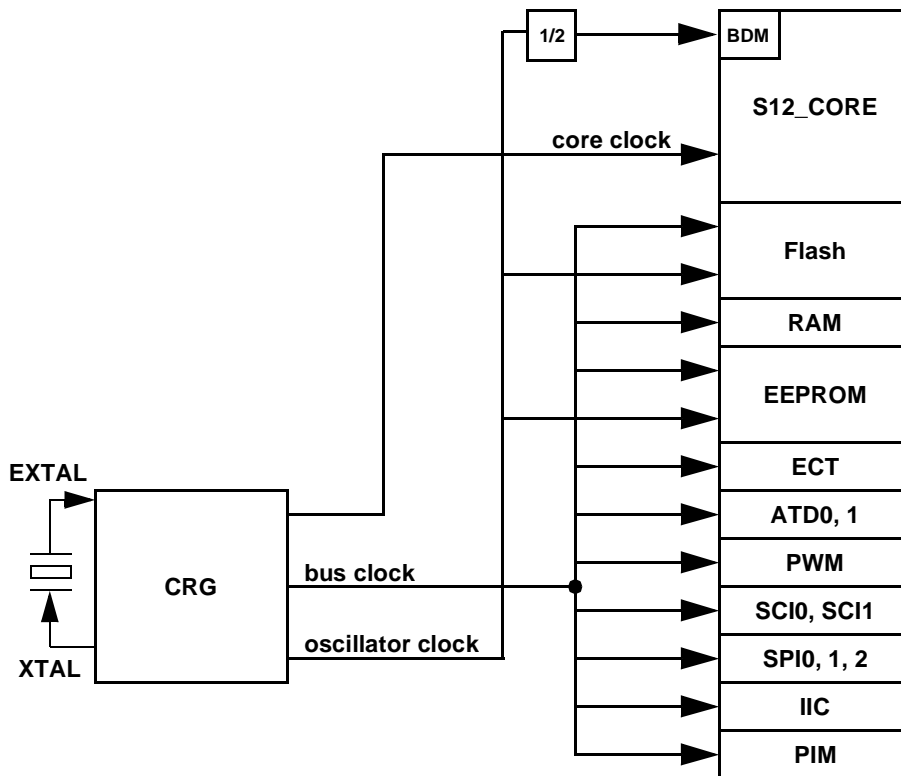 1/2
BDM
S12_CORE
core clock
Flash
RAM
EEPROM
EXTAL
ECT
ATD0, 1
PWM
bus clock
CRG
SCI0, SCI1
oscillator clock
SPI0, 1, 2
XTAL
IIC
PIM